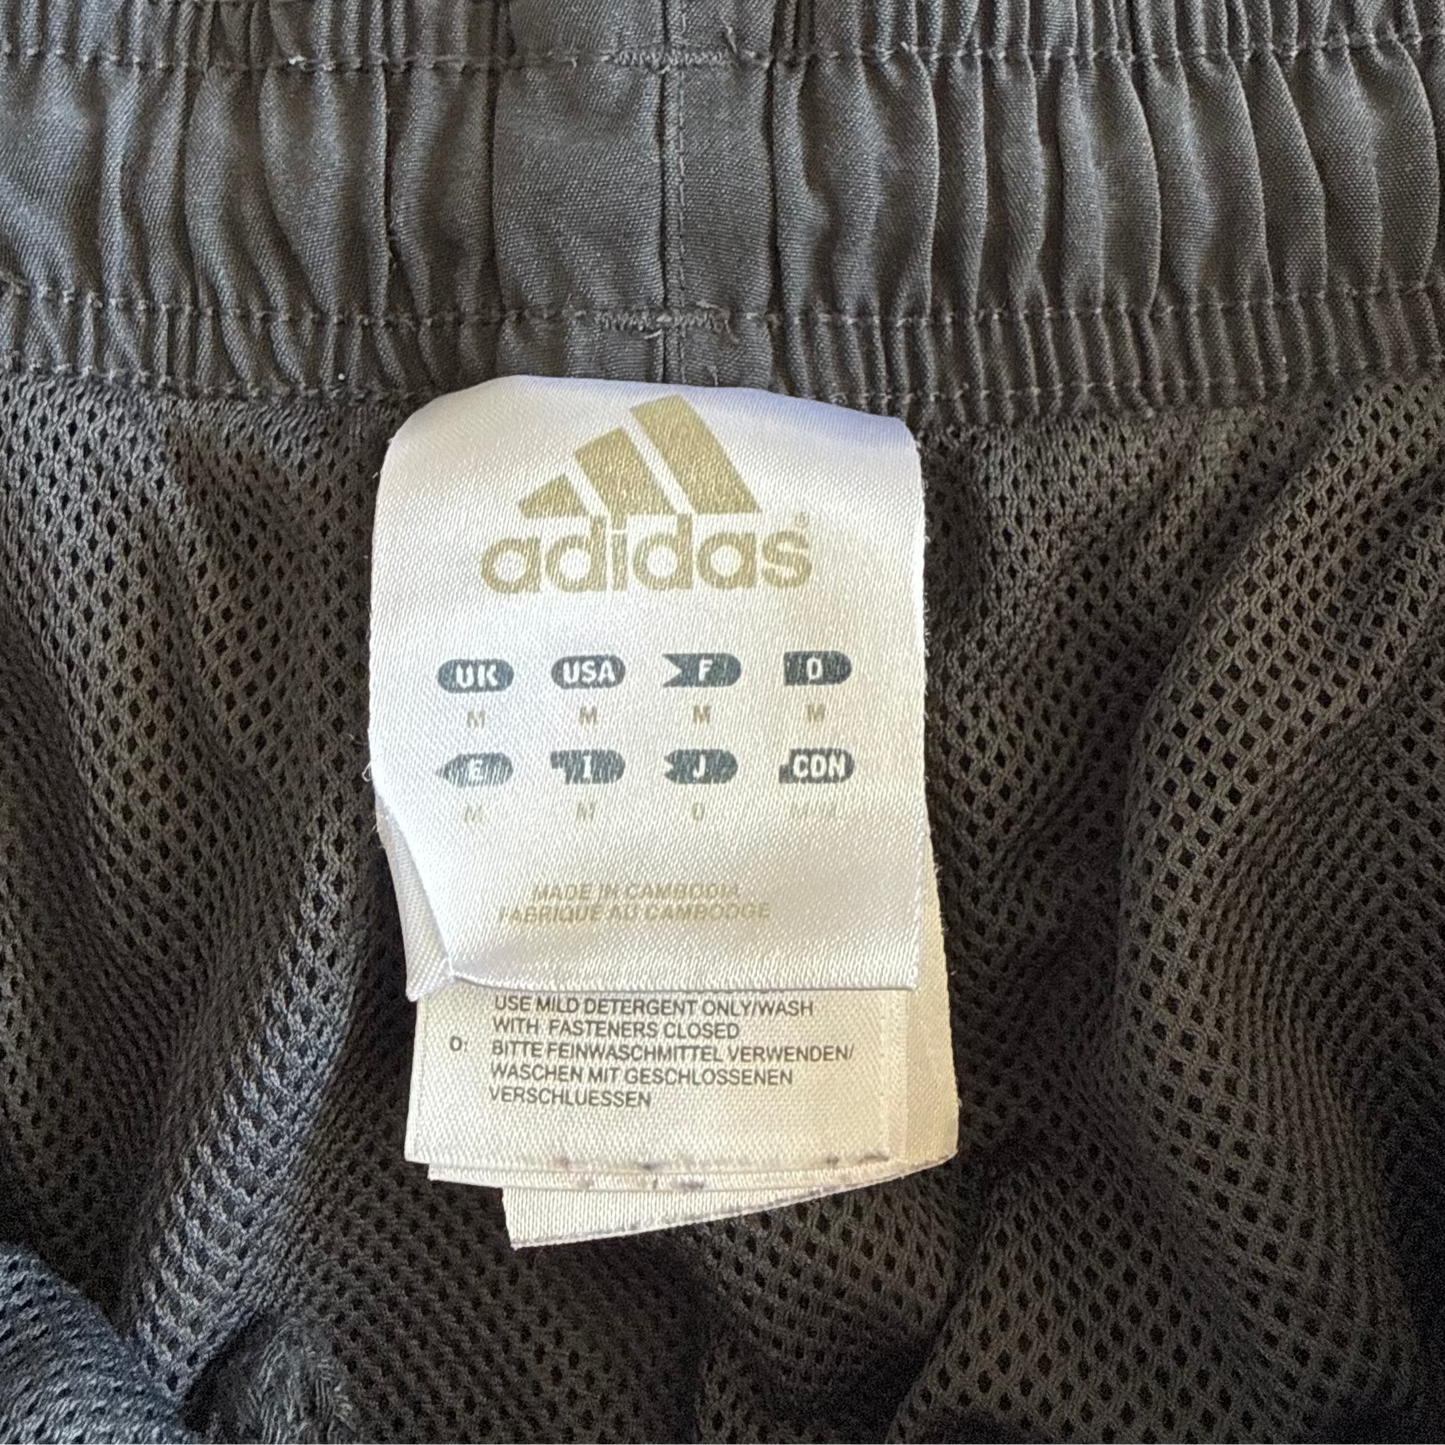 adidas®
UK USA F D
M M M M
E I J CDN
M M O M/M
MADE IN CAMBODIA
FABRIQUE AU CAMBODGE
USE MILD DETERGENT ONLY/WASH
WITH FASTENERS CLOSED
D: BITTE FEINWASCHMITTEL VERWENDEN/
WASCHEN MIT GESCHLOSSENEN
VERSCHLUESSEN